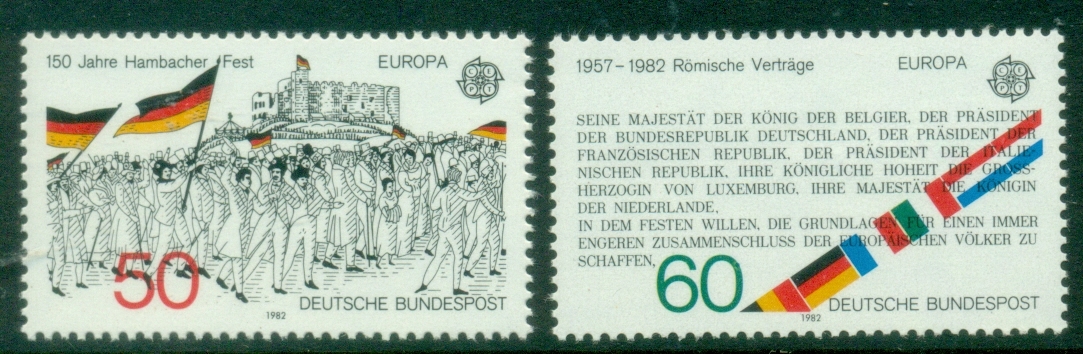 150 Jahre Hambacher Fest
EUROPA
CEPT
50
DEUTSCHE BUNDESPOST
1982
1957–1982 Römische Verträge
EUROPA
CEPT
SEINE MAJESTÄT DER KÖNIG DER BELGIER, DER PRÄSIDENT
DER BUNDESREPUBLIK DEUTSCHLAND, DER PRÄSIDENT DER
FRANZÖSISCHEN REPUBLIK, DER PRÄSIDENT DER ITALIE-
NISCHEN REPUBLIK, IHRE KÖNIGLICHE HOHEIT DIE GROSS-
HERZOGIN VON LUXEMBURG, IHRE MAJESTÄT DIE KÖNIGIN
DER NIEDERLANDE,
IN DEM FESTEN WILLEN, DIE GRUNDLAGEN FÜR EINEN IMMER
ENGEREN ZUSAMMENSCHLUSS DER EUROPÄISCHEN VÖLKER ZU
SCHAFFEN,
60
DEUTSCHE BUNDESPOST
1982